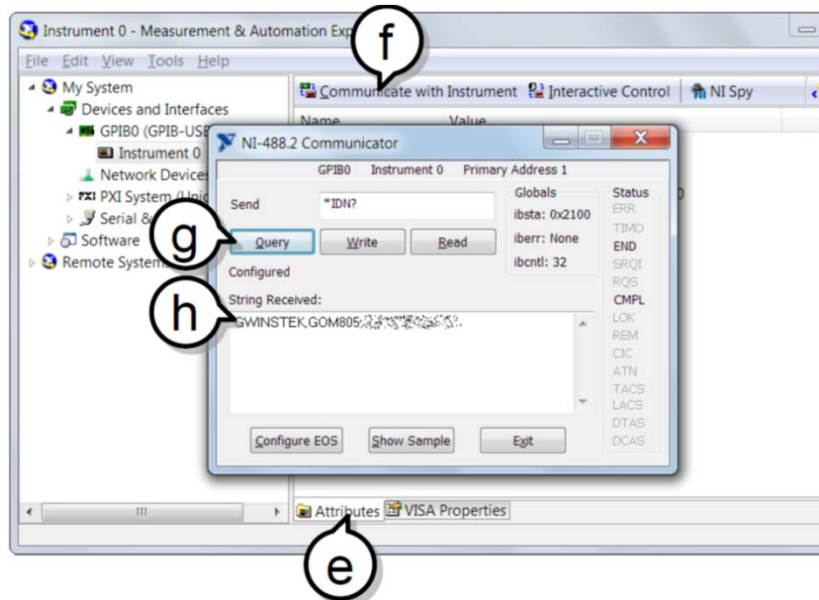 Instrument 0 - Measurement & Automation Exp
f
File Edit View Tools Help
My System
Devices and Interfaces
GPIB0 (GPIB-USB
Instrument 0
Network Devices
PXI PXI System
Serial &
Software
Remote System
Communicate with Instrument Interactive Control NI Spy
Name Value
NI-488.2 Communicator
GPIB0 Instrument 0 Primary Address 1
Send *IDN?
Query Write Read
g
Configured
String Received:
h
GWINSTEK,GOM805,
Globals
ibsta: 0x2100
iberr: None
ibcntl: 32
Status
ERR
TIMO
END
SRQI
RQS
CMPL
LOK
REM
CIC
ATN
TACS
LACS
DTAS
DCAS
Configure EOS Show Sample Exit
0
Attributes VISA Properties
e